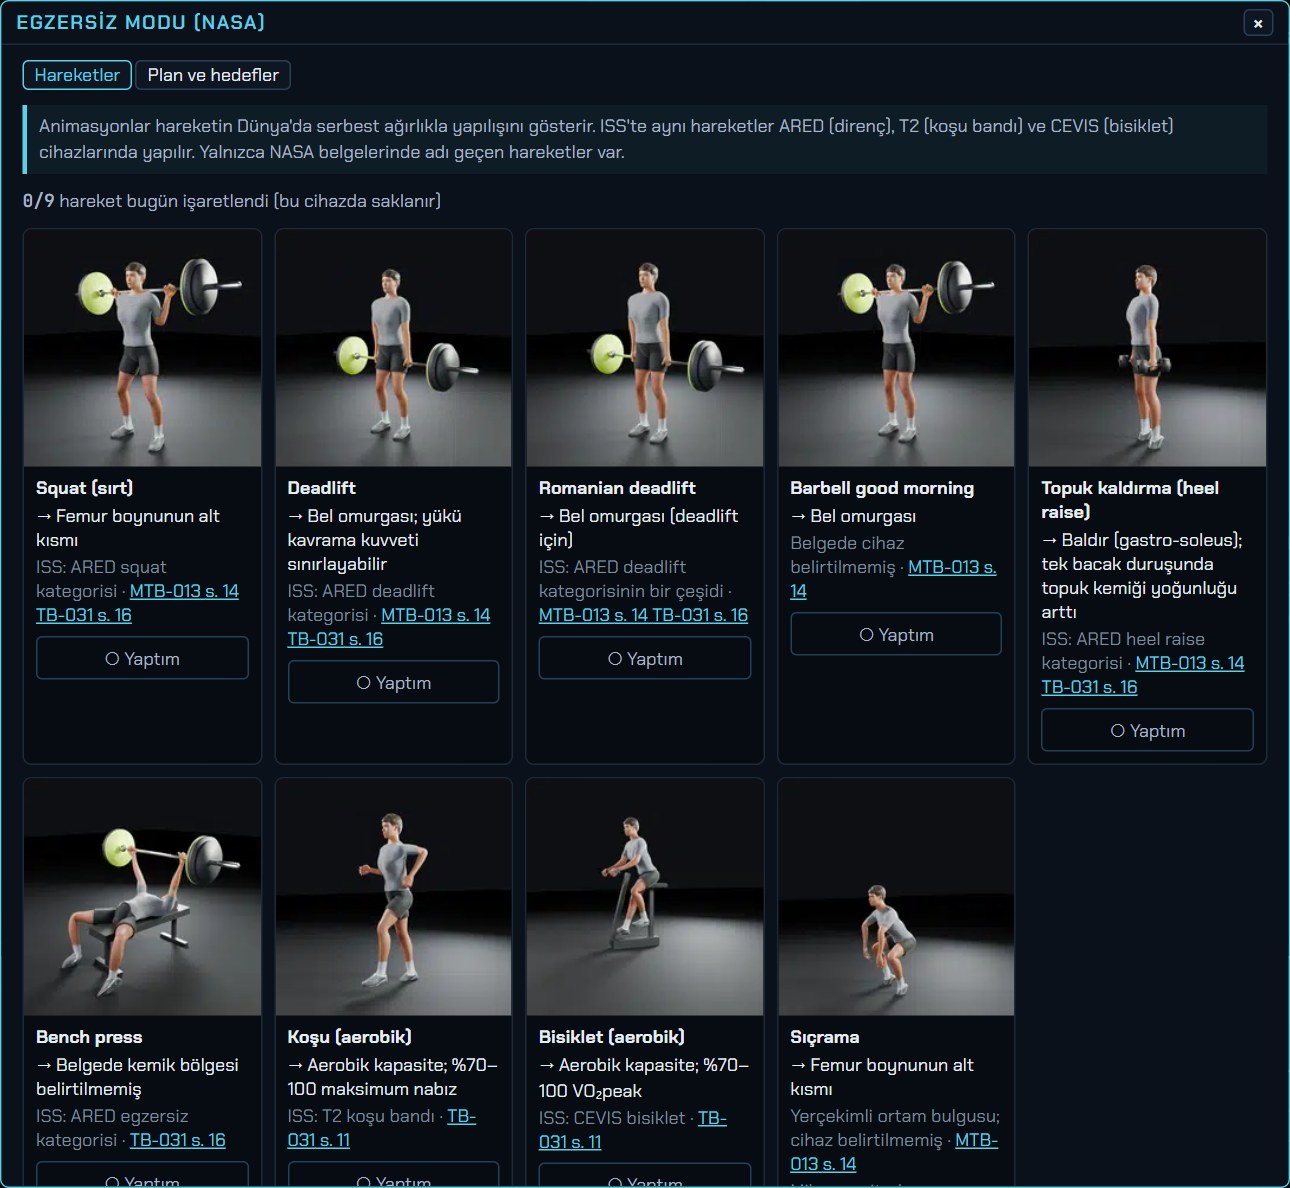 EGZERSİZ MODU (NASA)
×
Hareketler
Plan ve hedefler
Animasyonlar hareketin Dünya'da serbest ağırlıkla yapılışını gösterir. ISS'te aynı hareketler ARED (direnç), T2 (koşu bandı) ve CEVIS (bisiklet)
cihazlarında yapılır. Yalnızca NASA belgelerinde adı geçen hareketler var.
0/9 hareket bugün işaretlendi (bu cihazda saklanır)
Squat (sırt)
→ Femur boynunun alt
kısmı
ISS: ARED squat
kategorisi · MTB-013 s. 14
TB-031 s. 16
○ Yaptım
Deadlift
→ Bel omurgası; yükü
kavrama kuvveti
sınırlayabilir
ISS: ARED deadlift
kategorisi · MTB-013 s. 14
TB-031 s. 16
○ Yaptım
Romanian deadlift
→ Bel omurgası (deadlift
için)
ISS: ARED deadlift
kategorisinin bir çeşidi ·
MTB-013 s. 14 TB-031 s. 16
○ Yaptım
Barbell good morning
→ Bel omurgası
Belgede cihaz
belirtilmemiş · MTB-013 s.
14
○ Yaptım
Topuk kaldırma (heel
raise)
→ Baldır (gastro-soleus);
tek bacak duruşunda
topuk kemiği yoğunluğu
arttı
ISS: ARED heel raise
kategorisi · MTB-013 s. 14
TB-031 s. 16
○ Yaptım
Bench press
→ Belgede kemik bölgesi
belirtilmemiş
ISS: ARED egzersiz
kategorisi · TB-031 s. 16
○ Yaptım
Koşu (aerobik)
→ Aerobik kapasite; %70–
100 maksimum nabız
ISS: T2 koşu bandı · TB-
031 s. 11
○ Yaptım
Bisiklet (aerobik)
→ Aerobik kapasite; %70–
100 VO₂peak
ISS: CEVIS bisiklet · TB-
031 s. 11
○ Yaptım
Sıçrama
→ Femur boynunun alt
kısmı
Yerçekimli ortam bulgusu;
cihaz belirtilmemiş · MTB-
013 s. 14